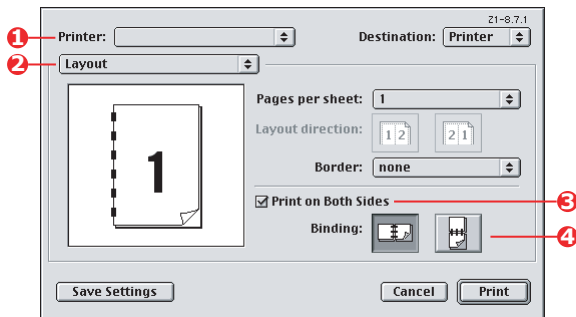 Z1-8.7.1
1 Printer: Destination: Printer
2 Layout
Pages per sheet: 1
Layout direction: 1 2 2 1
1
Border: none
Print on Both Sides 3
Binding: 4
Save Settings Cancel Print